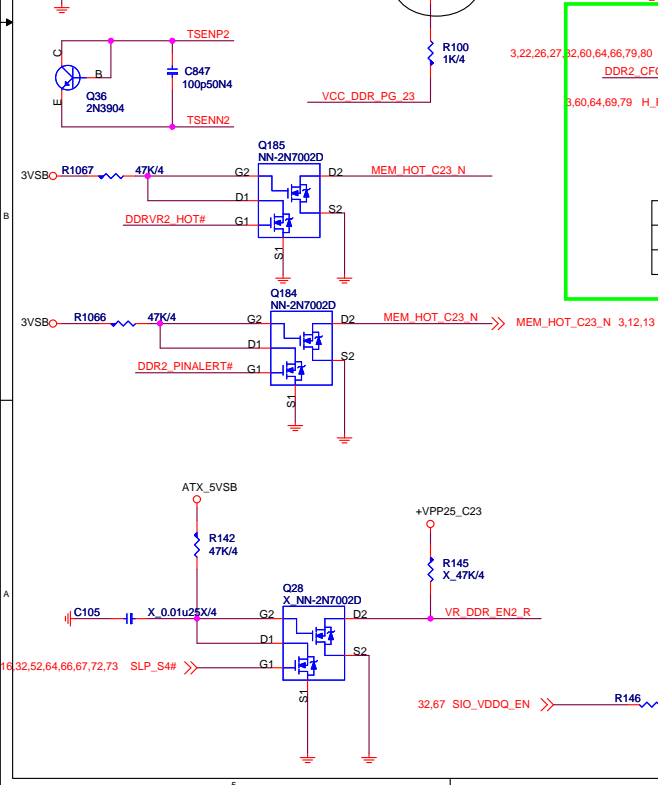 TSENP2
C
B
E
Q36
2N3904
C847
100p50N4
TSENN2
R100
1K/4
VCC_DDR_PG_23
3,22,26,27,32,60,64,66,79,80
DDR2_CFG
3,60,64,69,79 H_P
Q185
NN-2N7002D
3VSB
R1067
47K/4
G2
D2
MEM_HOT_C23_N
D1
S2
DDRVR2_HOT#
G1
S1
B
Q184
NN-2N7002D
3VSB
R1066
47K/4
G2
D2
MEM_HOT_C23_N
MEM_HOT_C23_N 3,12,13
D1
S2
DDR2_PINALERT#
G1
S1
ATX_5VSB
R142
47K/4
+VPP25_C23
R145
X_47K/4
A
Q28
X_NN-2N7002D
C105
X_0.01u25X/4
G2
D2
VR_DDR_EN2_R
D1
S2
16,32,52,64,66,67,72,73 SLP_S4#
G1
S1
32,67 SIO_VDDQ_EN
R146